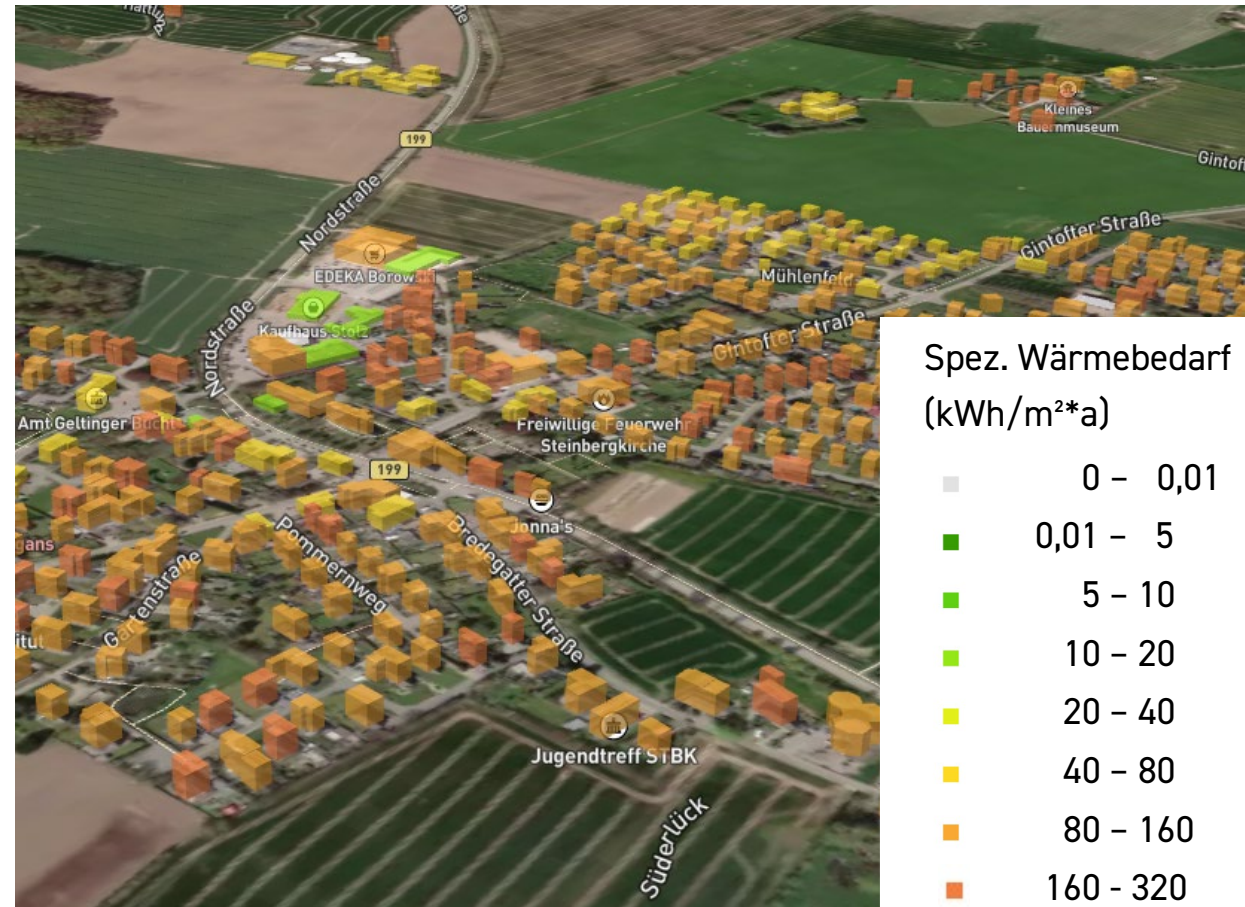 Nordstraße
199
Kleines
Bauernmuseum
Gintofter Straße
EDEKA
Mühlenfeld
Kaufhaus Stolz
Nordstraße
Gintofter Straße
Amt Geltinger Bucht
Freiwillige Feuerwehr
Steinbergkirche
199
Jonna's
Pommernweg
Bredegatter Straße
Gartenstraße
Jugendtreff STBK
Süderlück
Spez. Wärmebedarf
(kWh/m²*a)
0 – 0,01
0,01 – 5
5 – 10
10 – 20
20 – 40
40 – 80
80 – 160
160 - 320